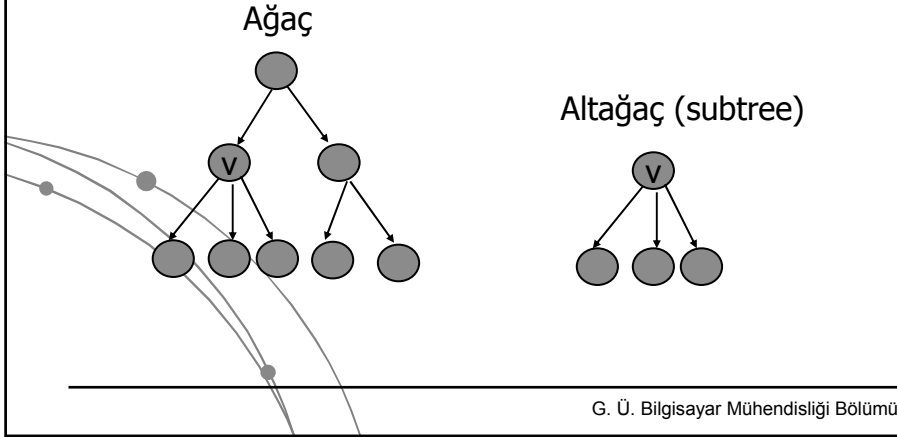 Ağaç
Altağaç (subtree)
v
v
G. Ü. Bilgisayar Mühendisliği Bölümü